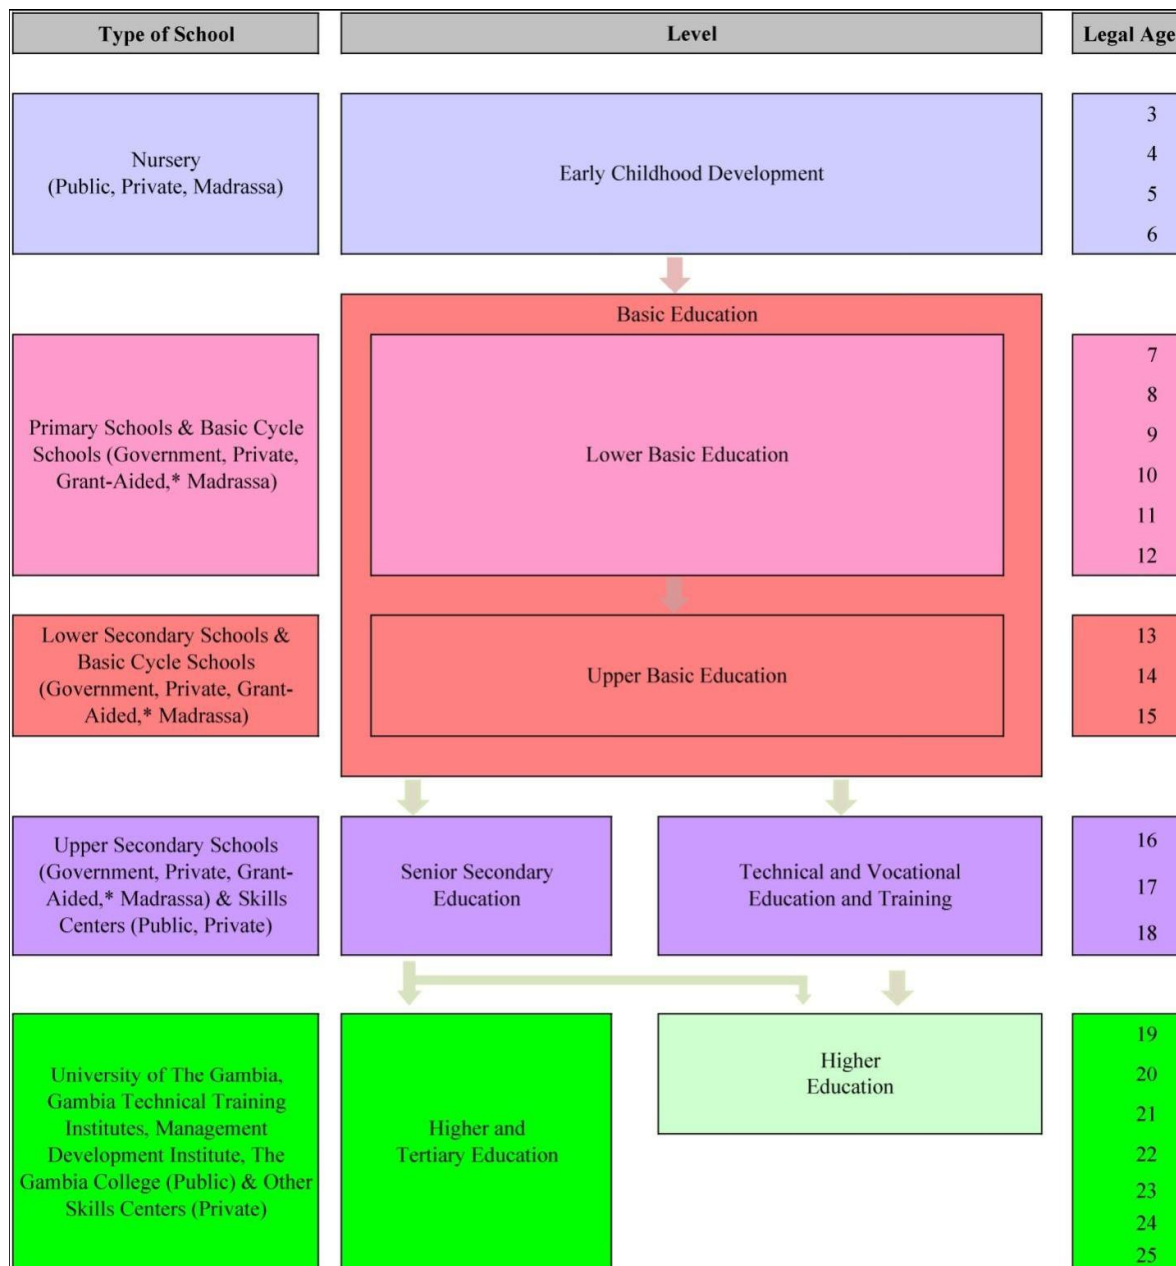 Type of School
Level
Legal Age
Nursery
(Public, Private, Madrassa)
Early Childhood Development
3
4
5
6
Basic Education
Primary Schools & Basic Cycle
Schools (Government, Private,
Grant-Aided,* Madrassa)
Lower Basic Education
7
8
9
10
11
12
Lower Secondary Schools &
Basic Cycle Schools
(Government, Private, Grant-
Aided,* Madrassa)
Upper Basic Education
13
14
15
Upper Secondary Schools
(Government, Private, Grant-
Aided,* Madrassa) & Skills
Centers (Public, Private)
Senior Secondary
Education
Technical and Vocational
Education and Training
16
17
18
University of The Gambia,
Gambia Technical Training
Institutes, Management
Development Institute, The
Gambia College (Public) & Other
Skills Centers (Private)
Higher and
Tertiary Education
Higher
Education
19
20
21
22
23
24
25